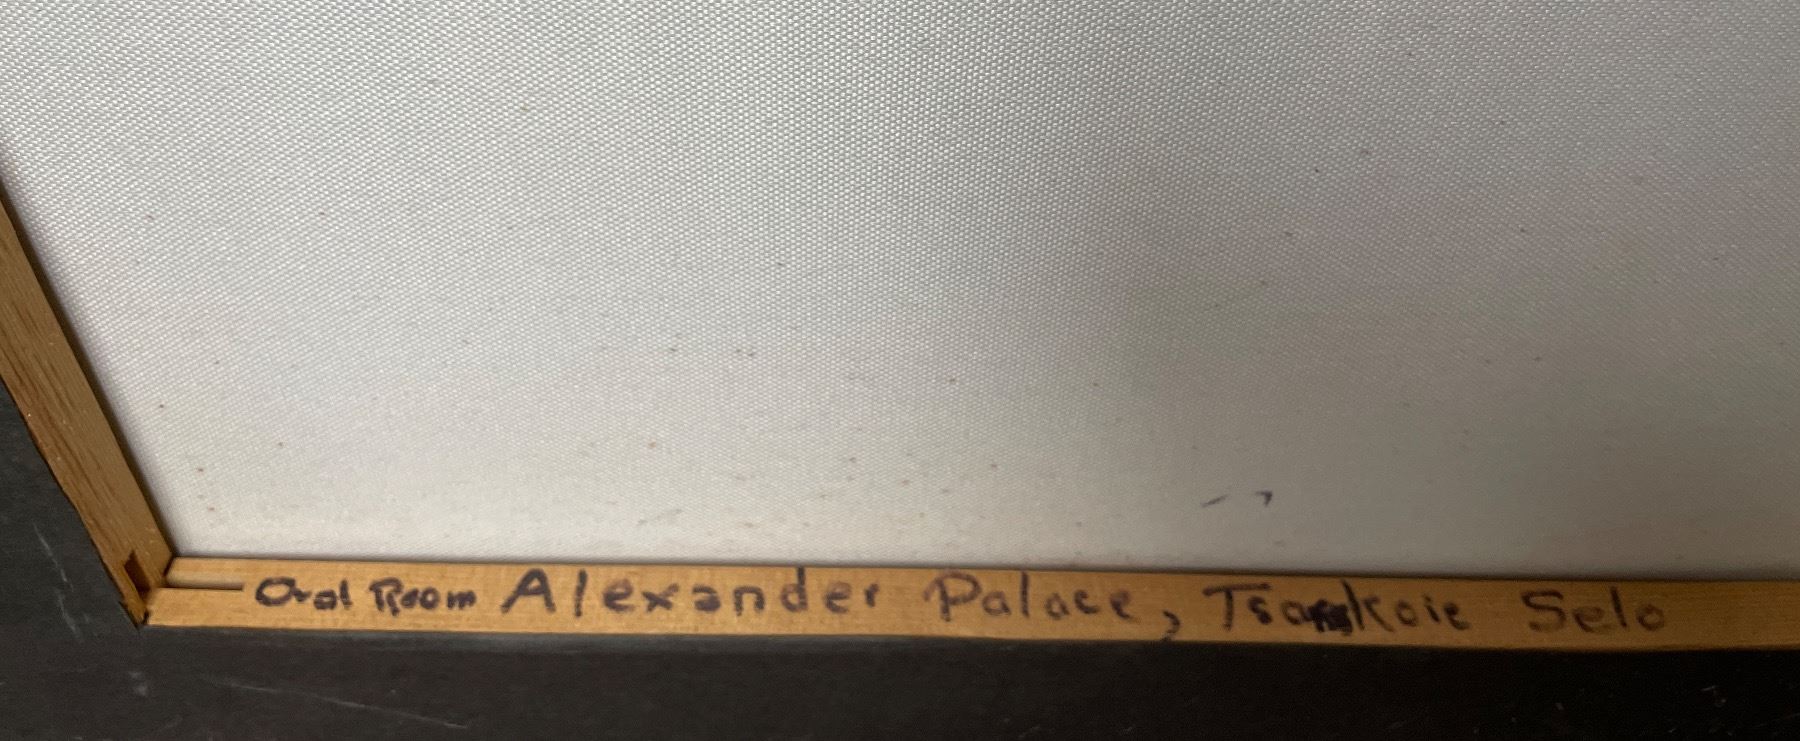 Oval Room Alexander Palace, Tsarskoie Selo